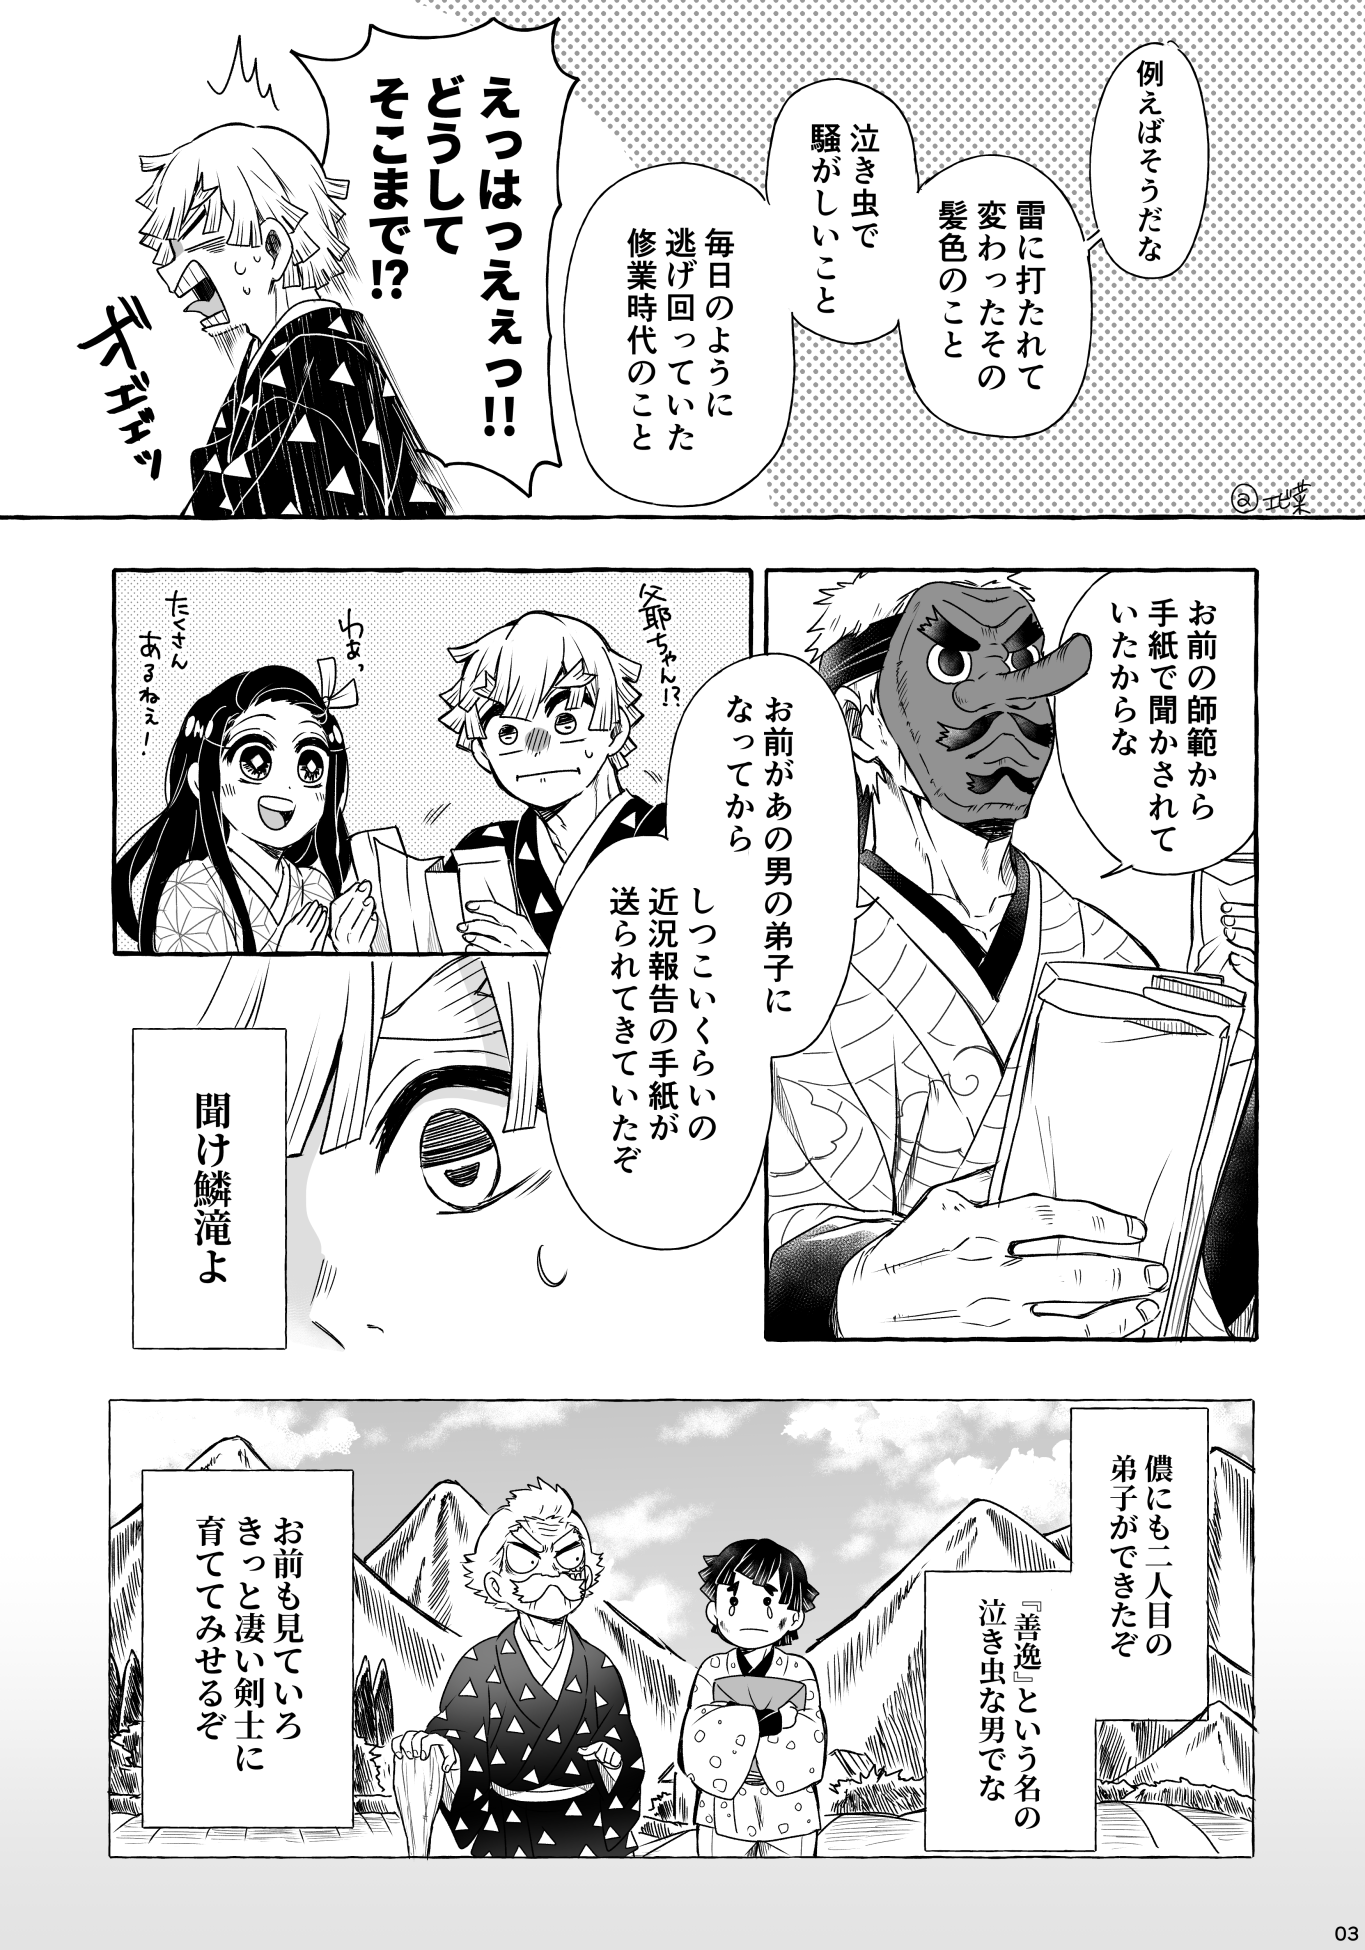 例えばそうだな
雷に打たれて
変わったその
髪色のこと
泣き虫で
騒がしいこと
毎日のように
逃げ回っていた
修業時代のこと
えっはっえぇっ!!
どうして
そこまで!?
ギエエエッ
お前の師範から
手紙で聞かされて
いたからな
お前があの男の弟子に
なってから
しつこいくらいの
近況報告の手紙が
送られてきていたぞ
爺ちゃん!?
わぁっ
たくさん
あるねぇ!
聞け鱗滝よ
儂にも二人目の
弟子ができたぞ
『善逸』という名の
泣き虫な男でな
お前も見ていろ
きっと凄い剣士に
育ててみせるぞ
03